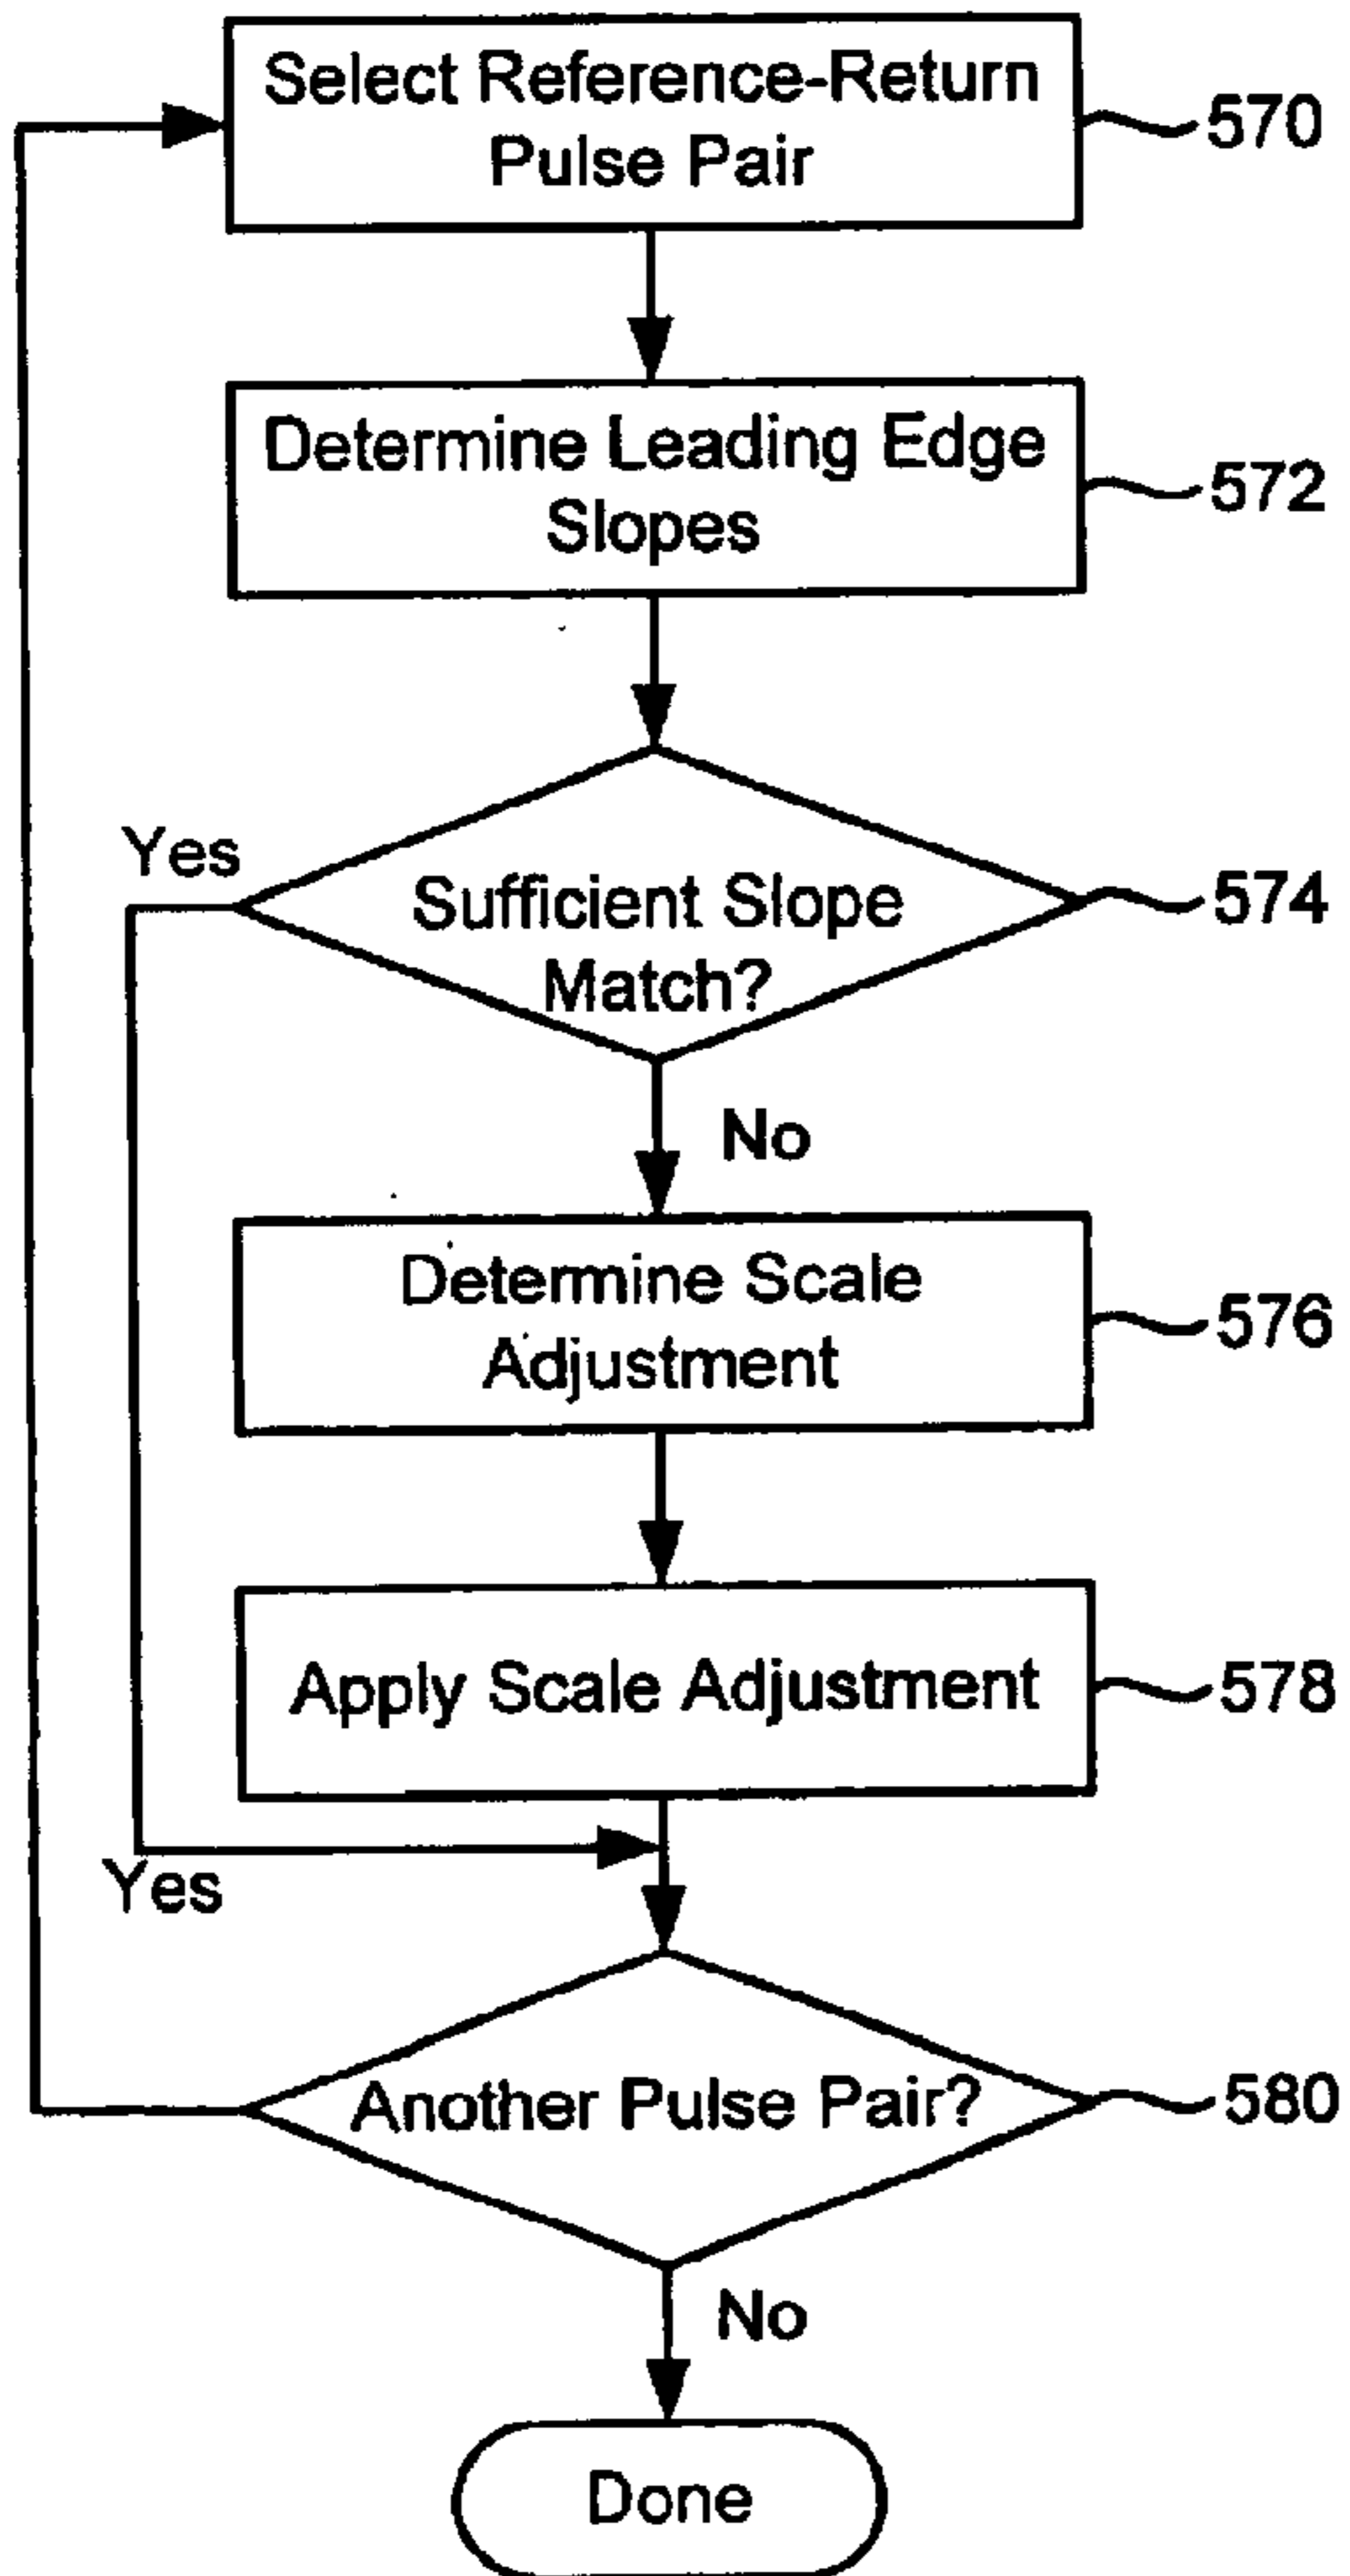 Select Reference-Return
Pulse Pair
570
Determine Leading Edge
Slopes
572
Yes
Sufficient Slope
Match?
574
No
Determine Scale
Adjustment
576
Apply Scale Adjustment
578
Yes
Another Pulse Pair?
580
No
Done